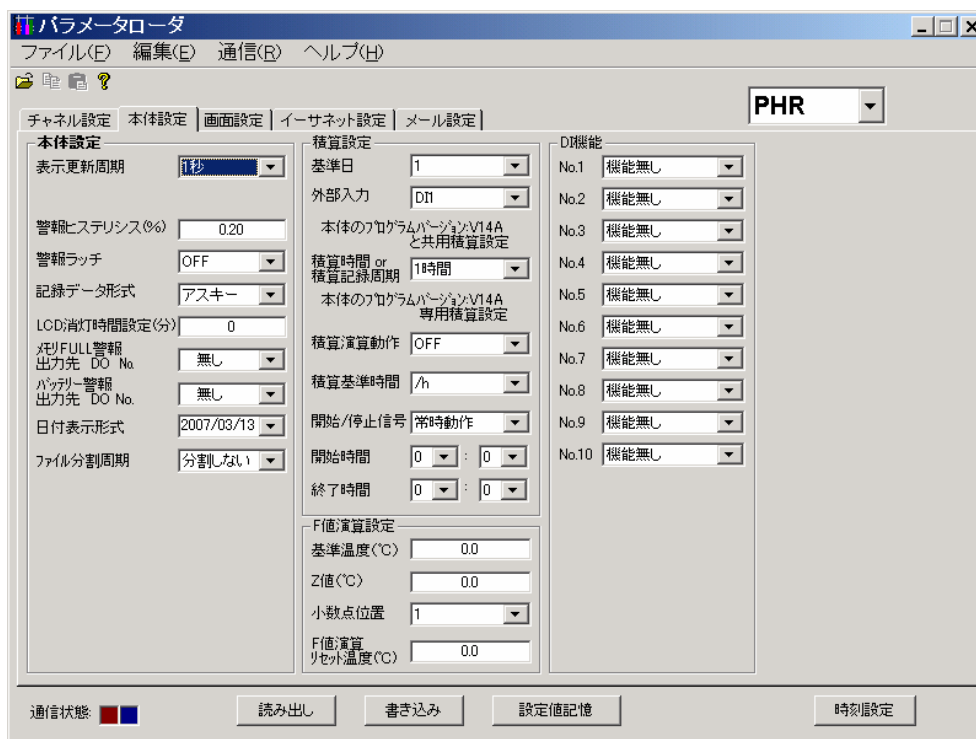 パラメータローダ
ファイル(F) 編集(E) 通信(R) ヘルプ(H)
PHR
チャネル設定 本体設定 画面設定 イーサネット設定 メール設定
本体設定
表示更新周期 1秒
警報ヒステリシス(%) 0.20
警報ラッチ OFF
記録データ形式 アスキー
LCD消灯時間設定(分) 0
メモリFULL警報
出力先 DO No. 無し
バッテリー警報
出力先 DO No. 無し
日付表示形式 2007/03/13
ファイル分割周期 分割しない
積算設定
基準日 1
外部入力 DI1
本体のプログラムバージョン:V14A
と共用積算設定
積算時間 or
積算記録周期 1時間
本体のプログラムバージョン:V14A
専用積算設定
積算演算動作 OFF
積算基準時間 /h
開始/停止信号 常時動作
開始時間 0 : 0
終了時間 0 : 0
F値演算設定
基準温度(℃) 0.0
Z値(℃) 0.0
小数点位置 1
F値演算
リセット温度(℃) 0.0
DI機能
No.1 機能無し
No.2 機能無し
No.3 機能無し
No.4 機能無し
No.5 機能無し
No.6 機能無し
No.7 機能無し
No.8 機能無し
No.9 機能無し
No.10 機能無し
通信状態: 読み出し 書き込み 設定値記憶 時刻設定